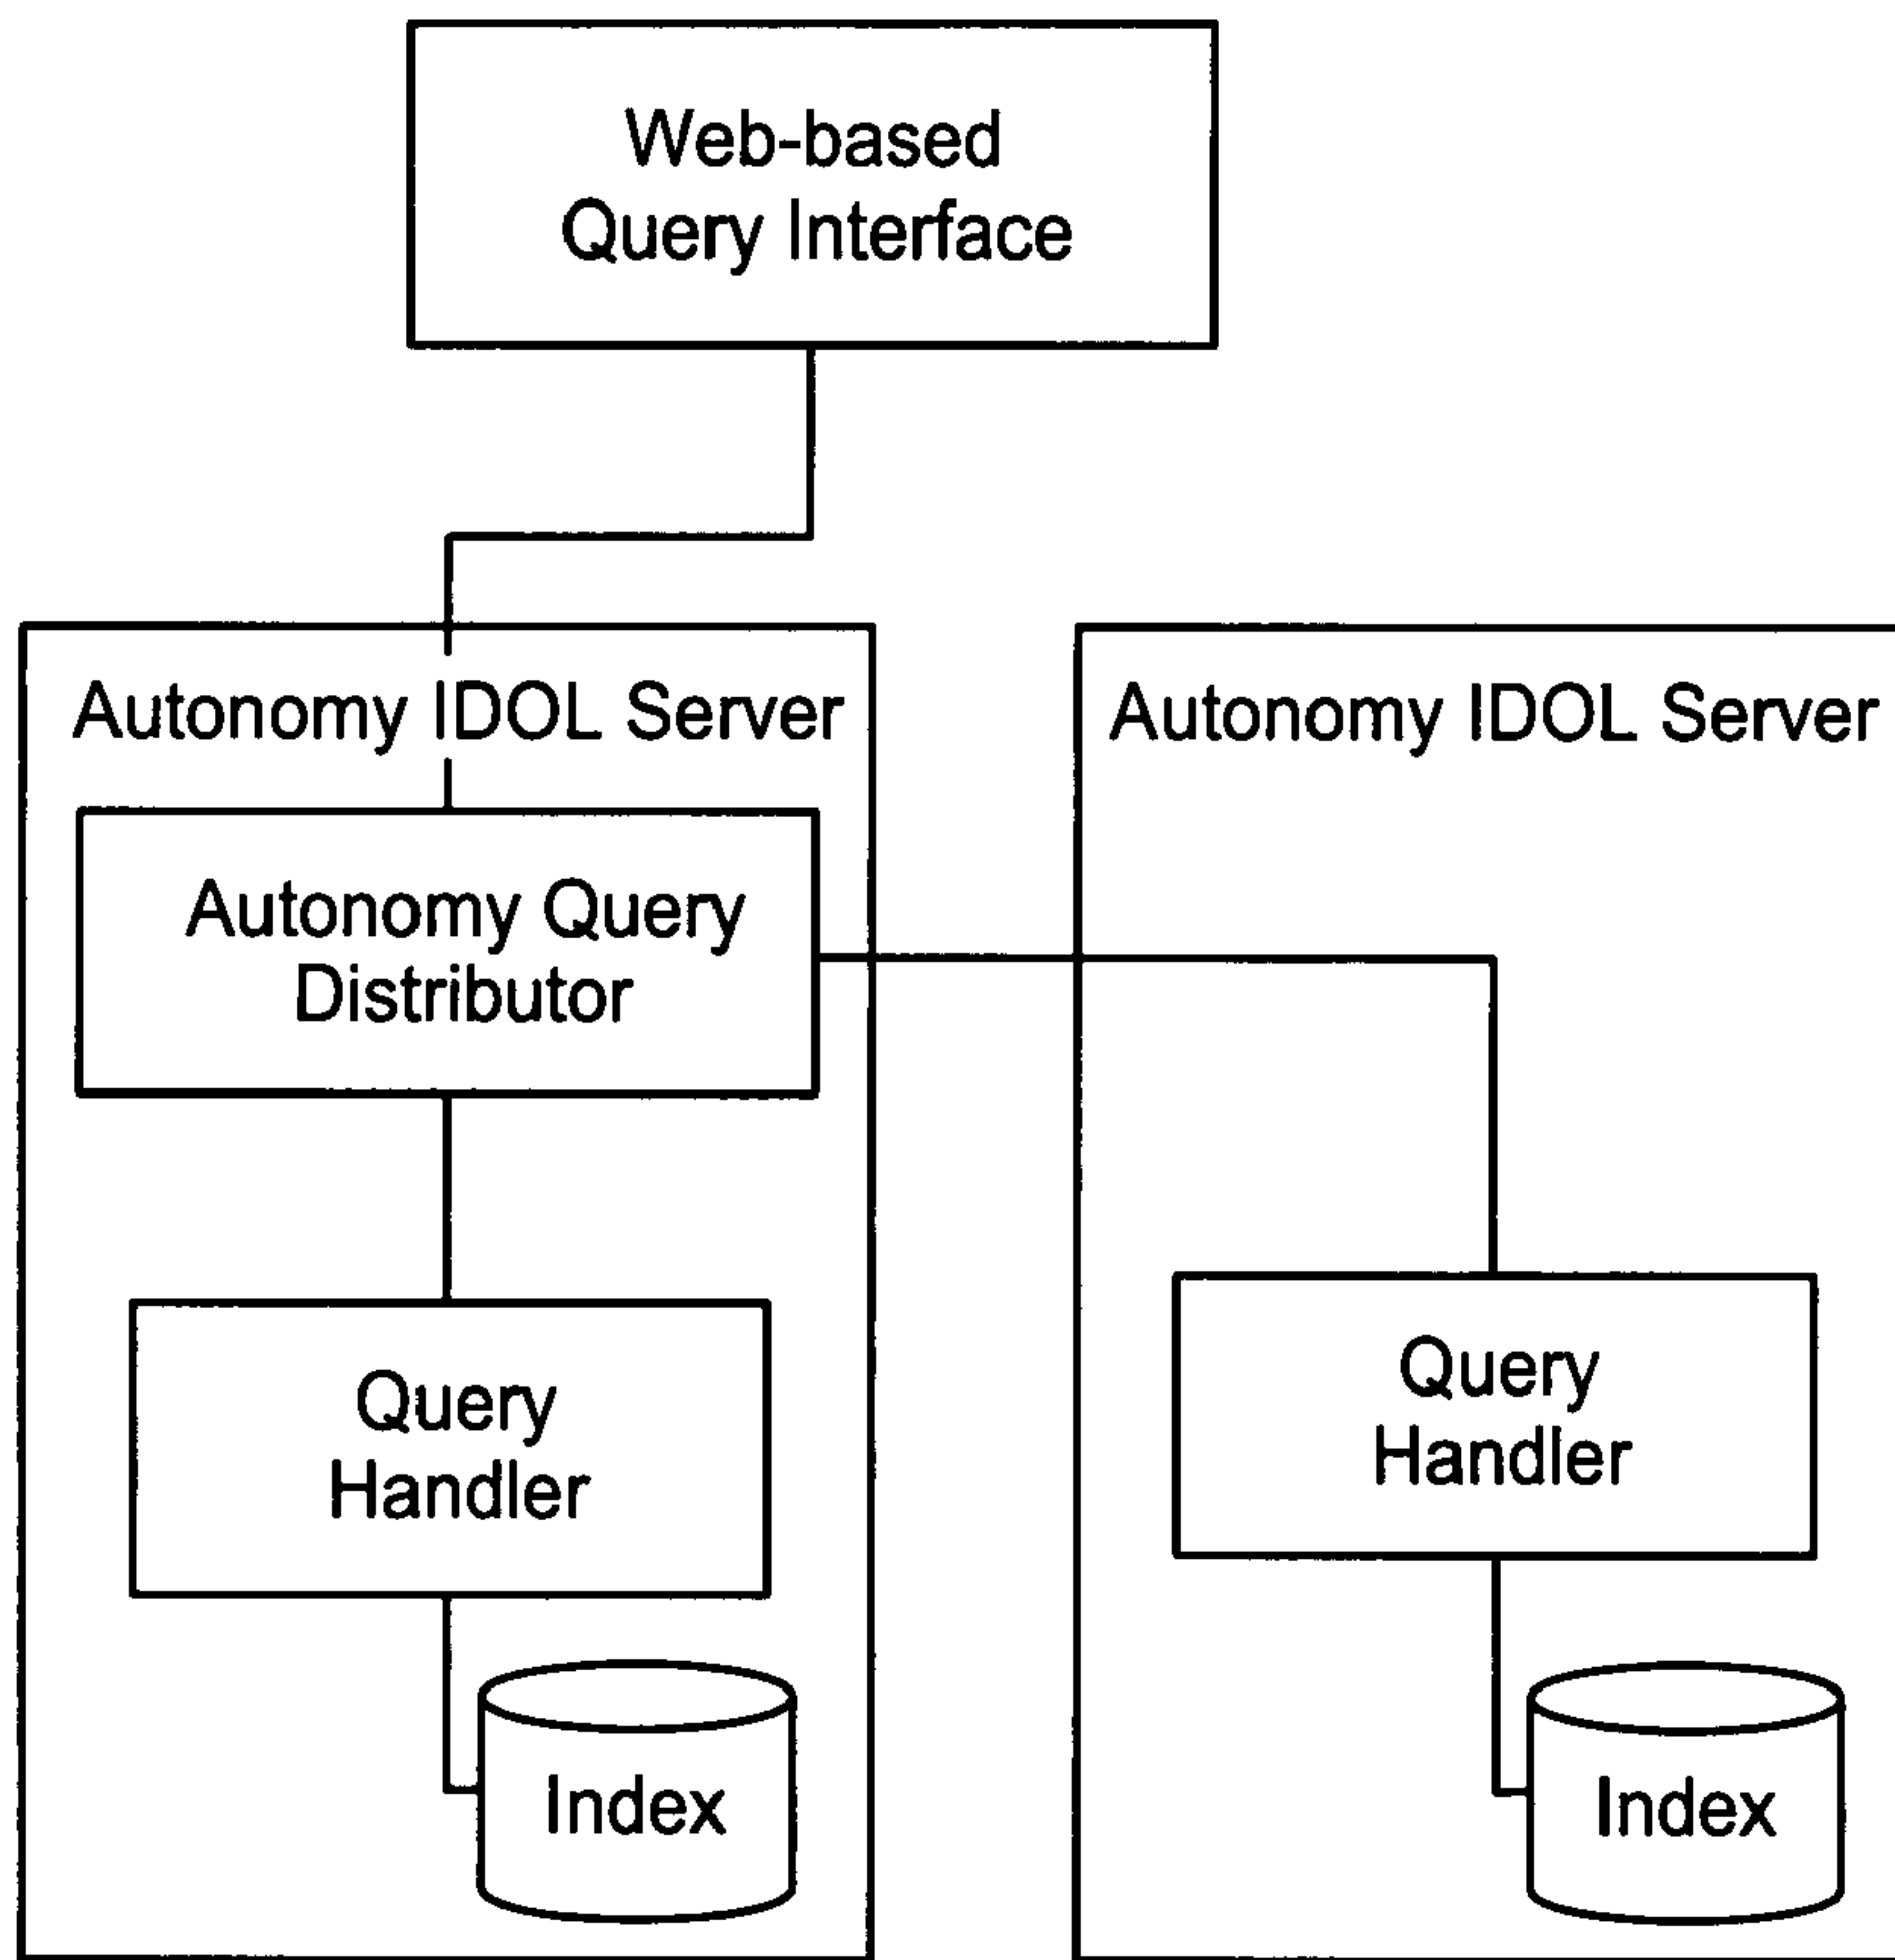 Web-based
Query Interface
Autonomy IDOL Server
Autonomy Query
Distributor
Query
Handler
Index
Autonomy IDOL Server
Query
Handler
Index